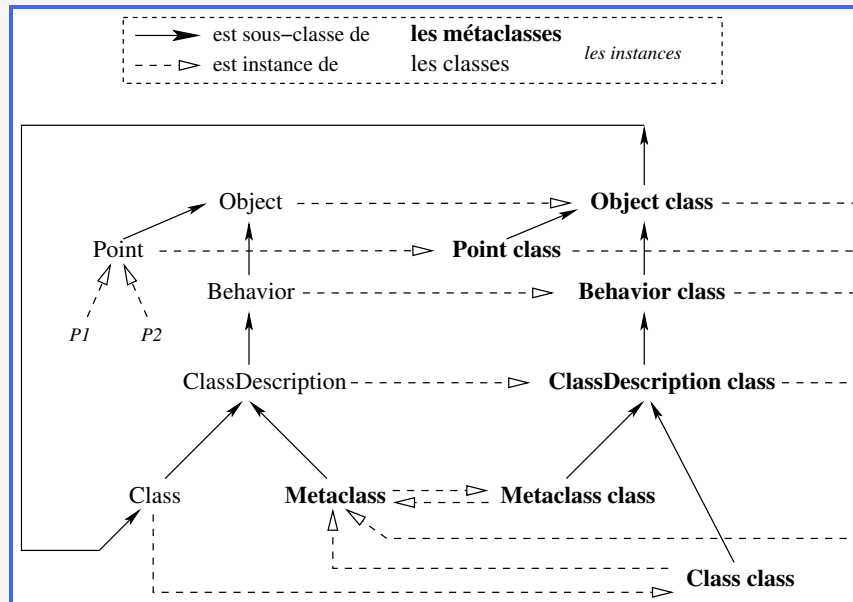 est sous−classe de les métaclasses
est instance de les classes les instances
Object Object class
Point Point class
Behavior Behavior class
P1 P2
ClassDescription ClassDescription class
Class Metaclass Metaclass class
Class class